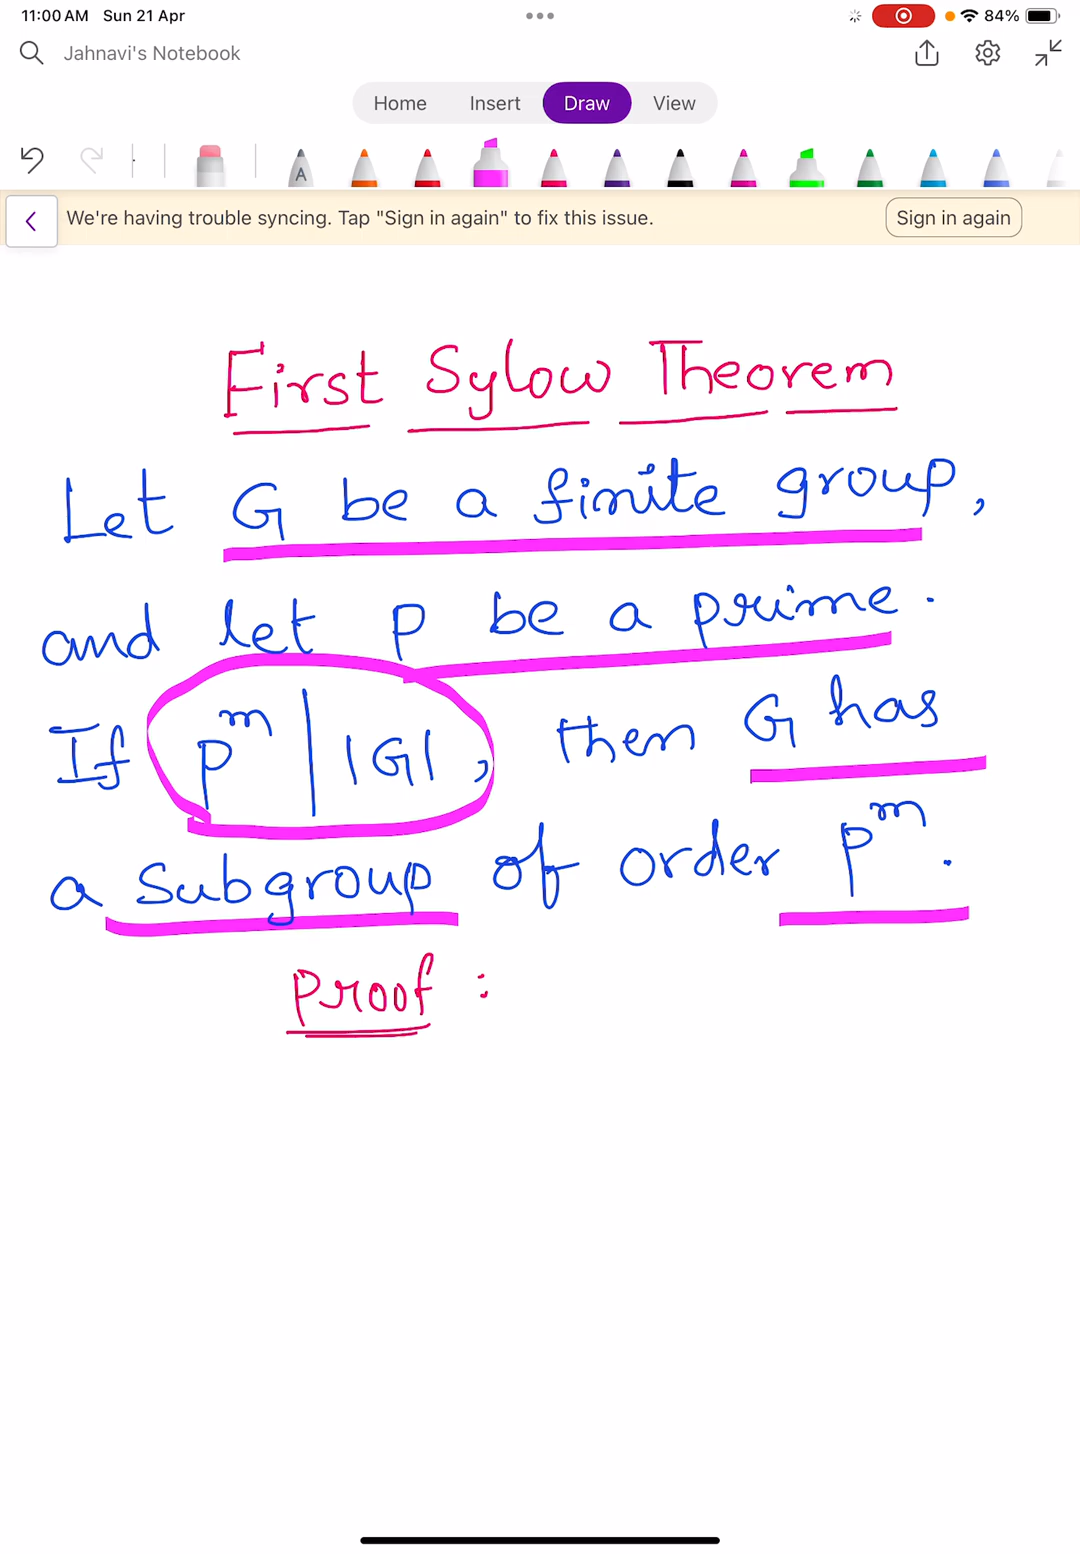 11:00 AM Sun 21 Apr
84%
Jahnavi's Notebook
Home Insert Draw View
A
We're having trouble syncing. Tap "Sign in again" to fix this issue. Sign in again
First Sylow Theorem
Let G be a finite group,
and let p be a prime.
If p^m | |G|, then G has
a subgroup of order p^m.
Proof :